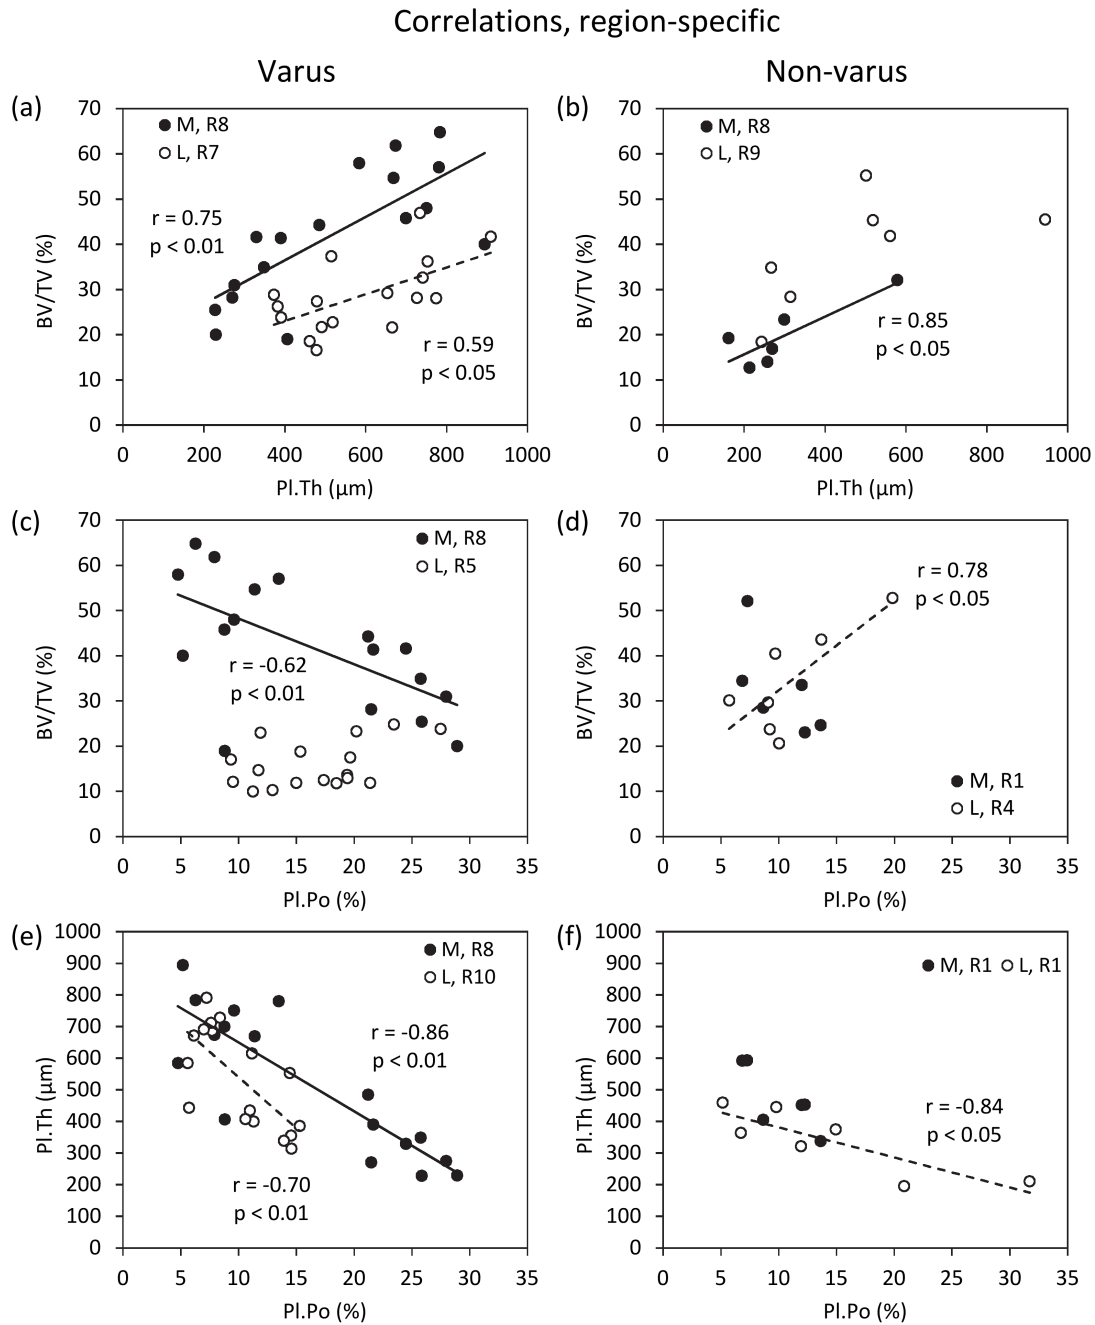 Correlations, region-specific
Varus
Non-varus
(a)
70
60
50
40
30
20
10
0
BV/TV (%)
M, R8
L, R7
r = 0.75
p < 0.01
r = 0.59
p < 0.05
0 200 400 600 800 1000
Pl.Th (µm)
(b)
70
60
50
40
30
20
10
0
BV/TV (%)
M, R8
L, R9
r = 0.85
p < 0.05
0 200 400 600 800 1000
Pl.Th (µm)
(c)
70
60
50
40
30
20
10
0
BV/TV (%)
M, R8
L, R5
r = -0.62
p < 0.01
0 5 10 15 20 25 30 35
Pl.Po (%)
(d)
70
60
50
40
30
20
10
0
BV/TV (%)
r = 0.78
p < 0.05
M, R1
L, R4
0 5 10 15 20 25 30 35
Pl.Po (%)
(e)
1000
900
800
700
600
500
400
300
200
100
0
Pl.Th (µm)
M, R8
L, R10
r = -0.86
p < 0.01
r = -0.70
p < 0.01
0 5 10 15 20 25 30 35
Pl.Po (%)
(f)
1000
900
800
700
600
500
400
300
200
100
0
Pl.Th (µm)
M, R1 L, R1
r = -0.84
p < 0.05
0 5 10 15 20 25 30 35
Pl.Po (%)